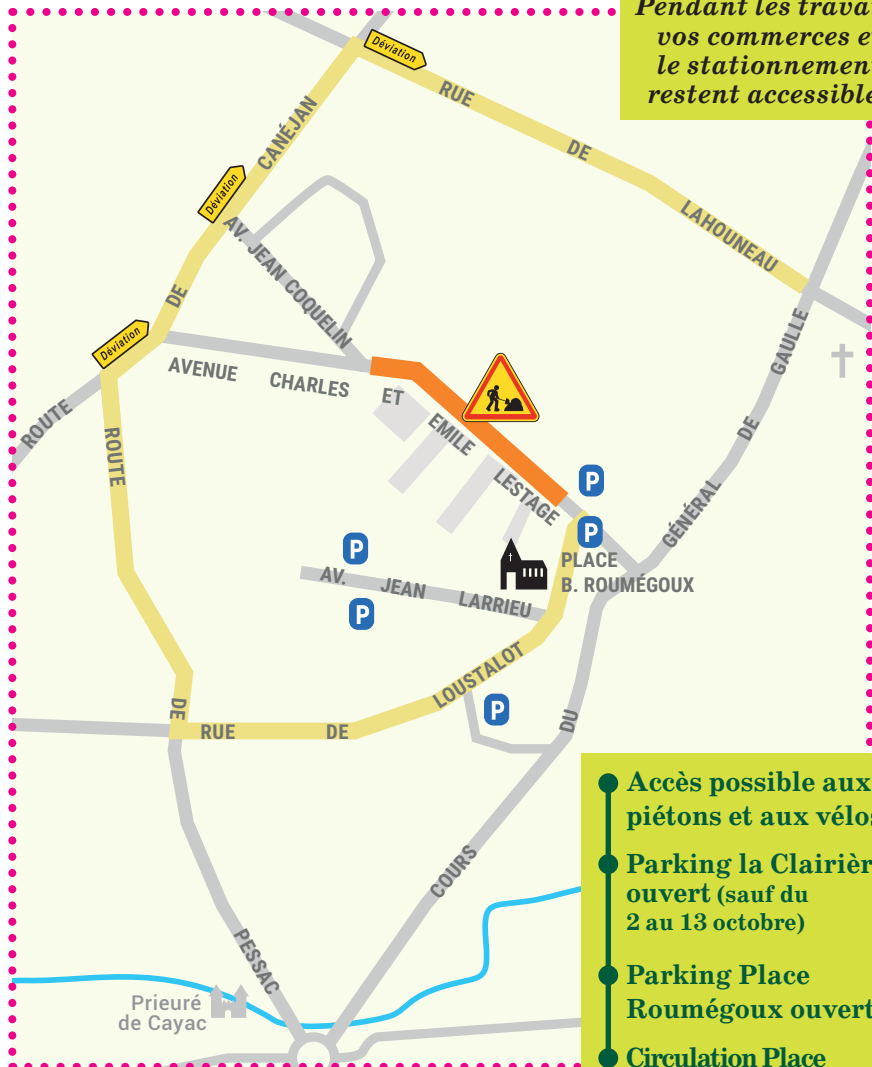 Pendant les trava
vos commerces e
le stationnement
restent accessible
Déviation
RUE DE LAHOUNEAU
CANÉJAN
Déviation
AV. JEAN COQUELIN
DE
Déviation
ROUTE
AVENUE CHARLES ET EMILE LESTAGE
GAULLE
DE
GÉNÉRAL
DU
COURS
ROUTE
DE
PESSAC
P
P
P
P
P
PLACE
B. ROUMÉGOUX
AV. JEAN LARRIEU
RUE DE LOUSTALOT
Prieuré
de Cayac
Accès possible aux
piétons et aux vélos
Parking la Clairièr
ouvert (sauf du
2 au 13 octobre)
Parking Place
Roumégoux ouvert
Circulation Place